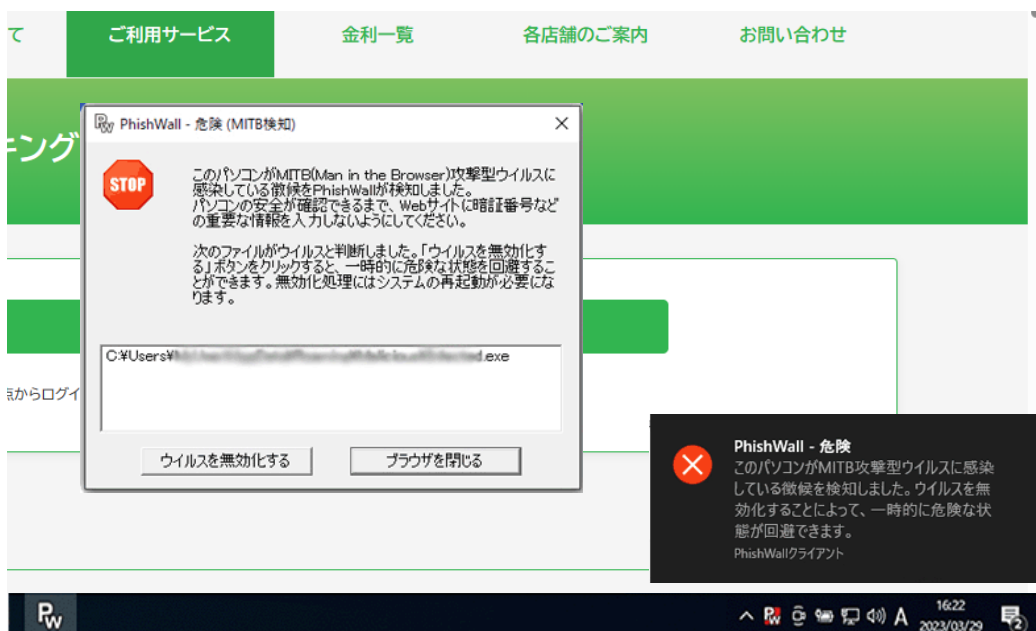 て
ご利用サービス
金利一覧
各店舗のご案内
お問い合わせ
キング
PhishWall - 危険 (MITB検知)
STOP
このパソコンがMITB(Man in the Browser)攻撃型ウイルスに
感染している徴候をPhishWallが検知しました。
パソコンの安全が確認できるまで、Webサイトに暗証番号など
の重要な情報を入力しないようにしてください。
次のファイルがウイルスと判断しました。「ウイルスを無効化す
る」ボタンをクリックすると、一時的に危険な状態を回避するこ
とができます。無効化処理にはシステムの再起動が必要にな
ります。
C:¥Users¥
.exe
点からログイ
ウイルスを無効化する
ブラウザを閉じる
PhishWall - 危険
このパソコンがMITB攻撃型ウイルスに感染
している徴候を検知しました。ウイルスを無
効化することによって、一時的に危険な状
態が回避できます。
PhishWallクライアント
A
16:22
2023/03/29
2